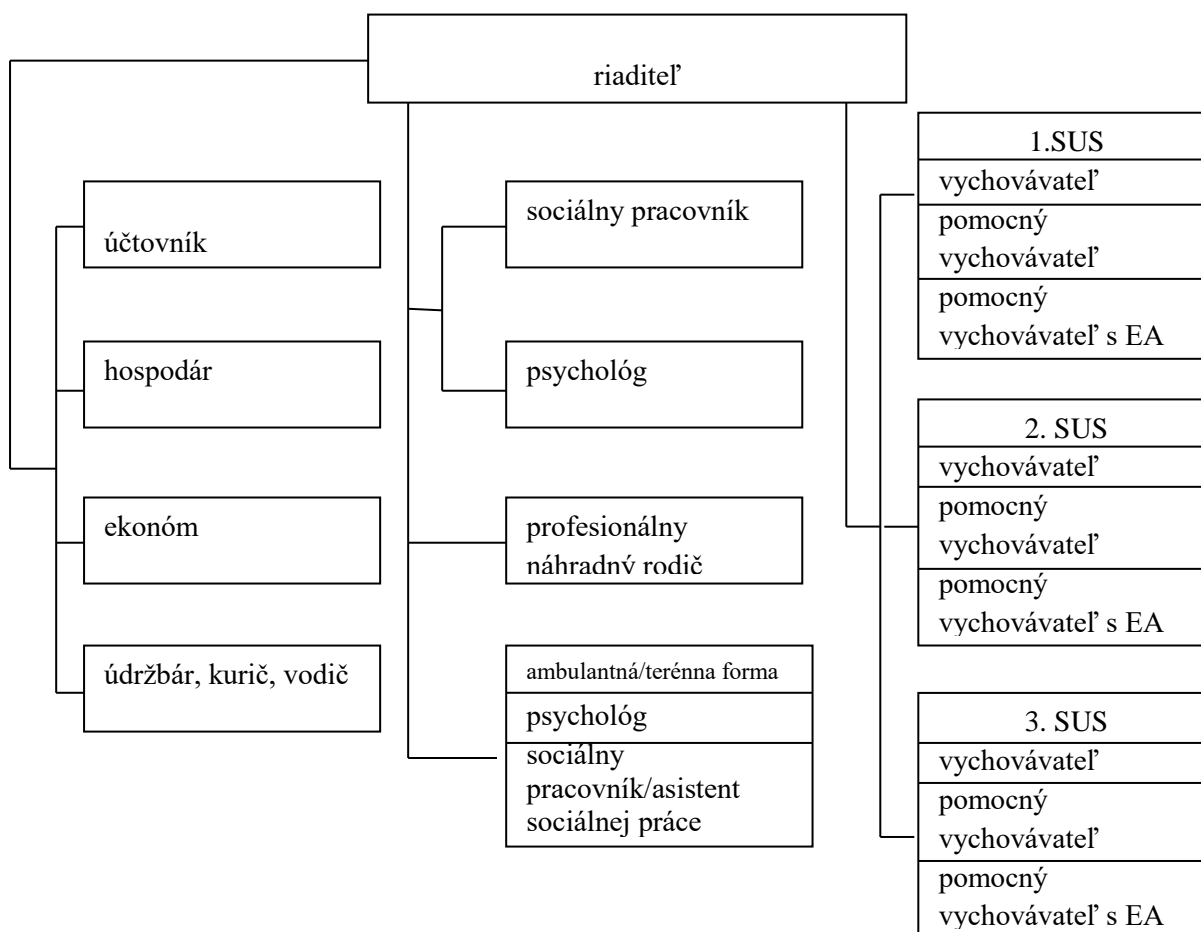 riaditeľ
účtovník
hospodár
ekonóm
údržbár, kurič, vodič
sociálny pracovník
psychológ
profesionálny
náhradný rodič
ambulantná/terénna forma
psychológ
sociálny
pracovník/asistent
sociálnej práce
1.SUS
vychovávateľ
pomocný
vychovávateľ
pomocný
vychovávateľ s EA
2. SUS
vychovávateľ
pomocný
vychovávateľ
pomocný
vychovávateľ s EA
3. SUS
vychovávateľ
pomocný
vychovávateľ
pomocný
vychovávateľ s EA